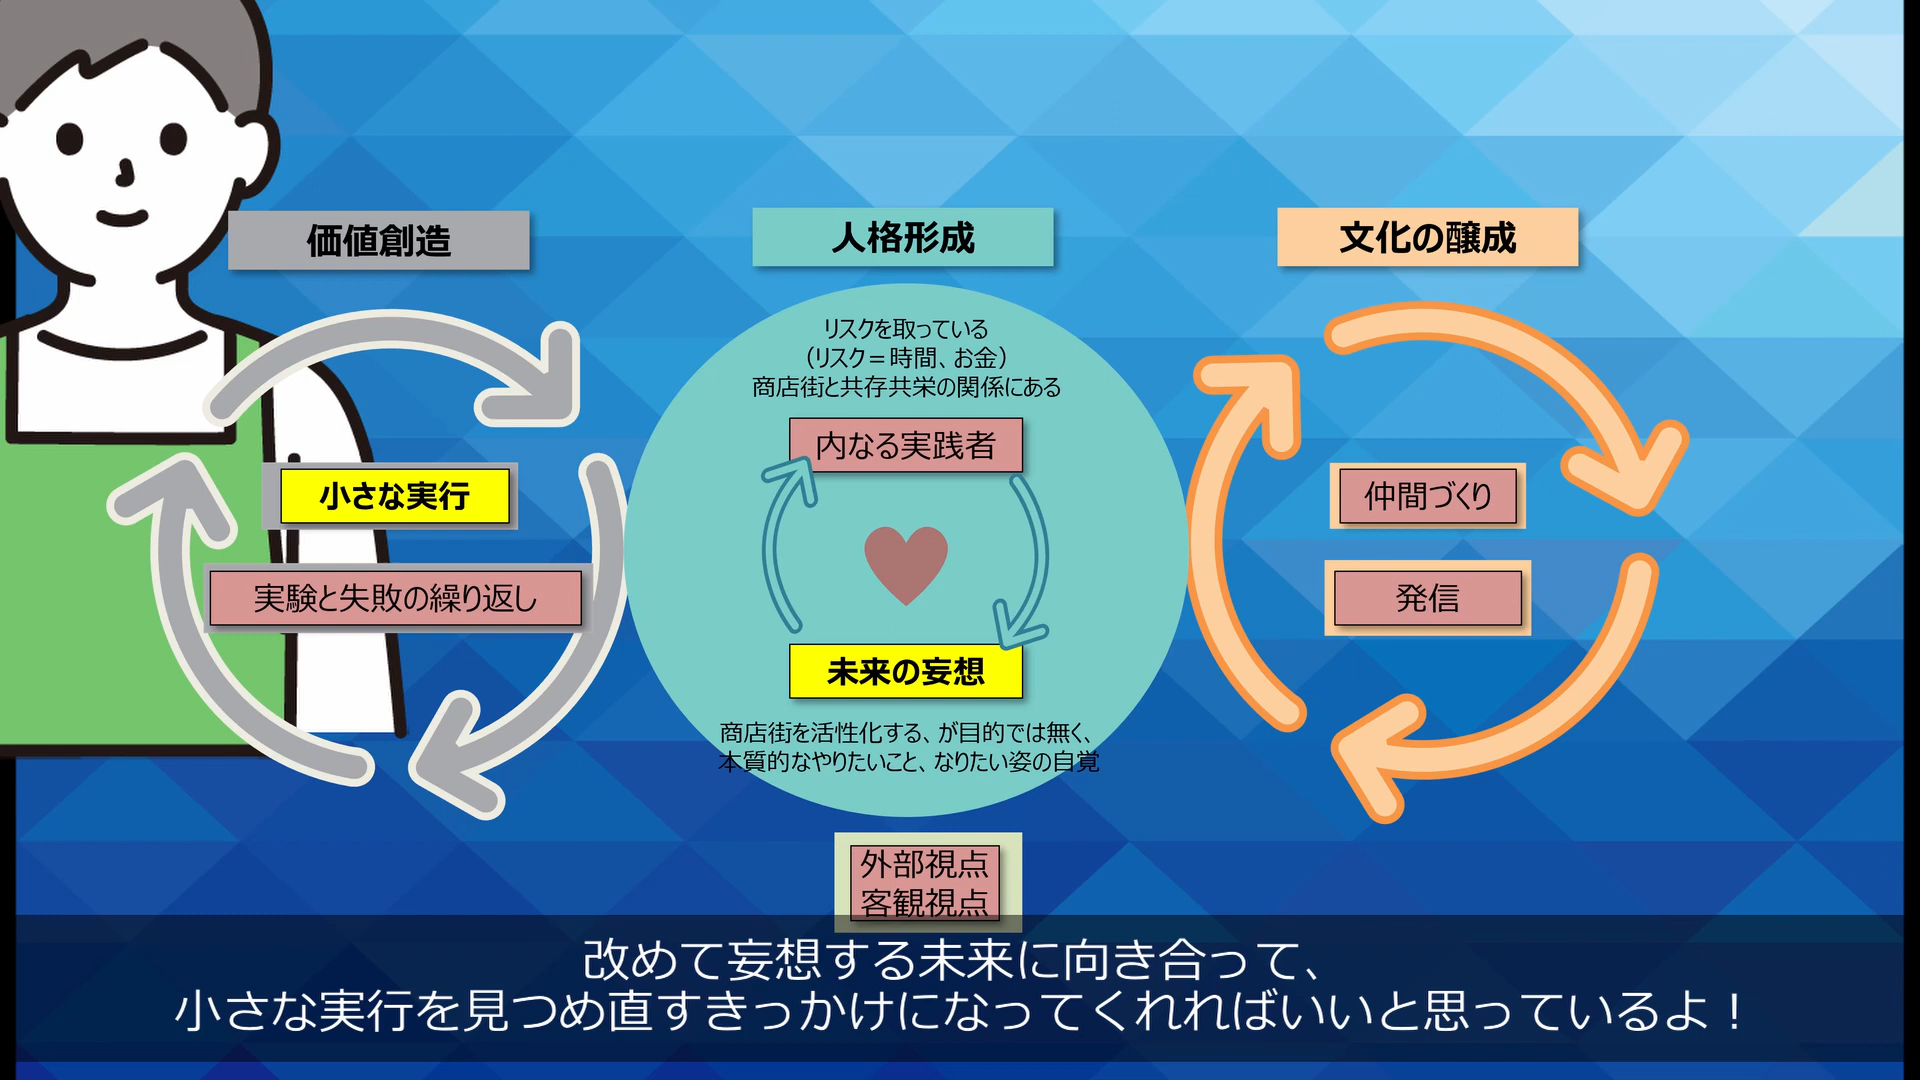 価値創造
人格形成
文化の醸成
リスクを取っている
（リスク＝時間、お金）
商店街と共存共栄の関係にある
内なる実践者
小さな実行
実験と失敗の繰り返し
仲間づくり
発信
未来の妄想
商店街を活性化する、が目的では無く、
本質的なやりたいこと、なりたい姿の自覚
外部視点
客観視点
改めて妄想する未来に向き合って、
小さな実行を見つめ直すきっかけになってくれればいいと思っているよ！